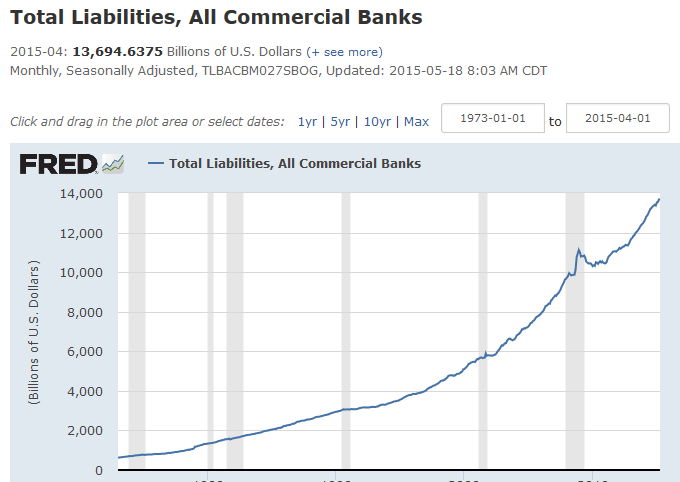 Total Liabilities, All Commercial Banks
2015-04: 13,694.6375 Billions of U.S. Dollars (+ see more)
Monthly, Seasonally Adjusted, TLBACBM027SBOG, Updated: 2015-05-18 8:03 AM CDT
Click and drag in the plot area or select dates: 1yr | 5yr | 10yr | Max 1973-01-01 to 2015-04-01
FRED Total Liabilities, All Commercial Banks
(Billions of U.S. Dollars)
14,000
12,000
10,000
8,000
6,000
4,000
2,000
0